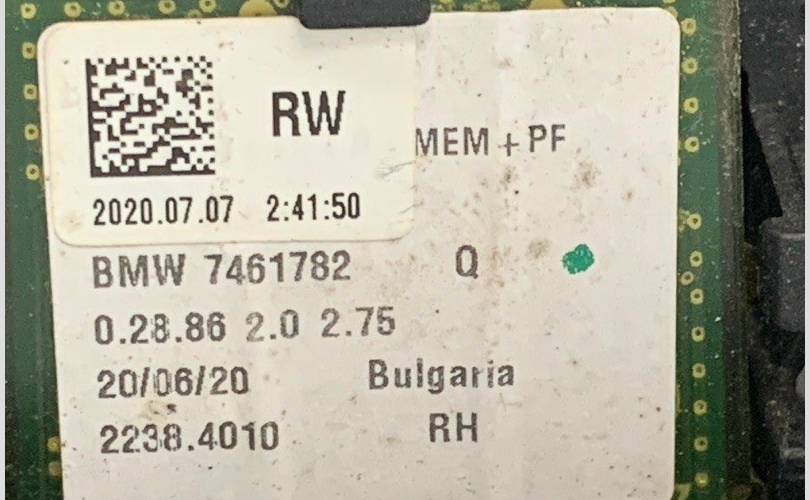 RW
MEM + PF
2020.07.07 2:41:50
BMW 7461782 Q
0.28.86 2.0 2.75
20/06/20 Bulgaria
2238.4010 RH